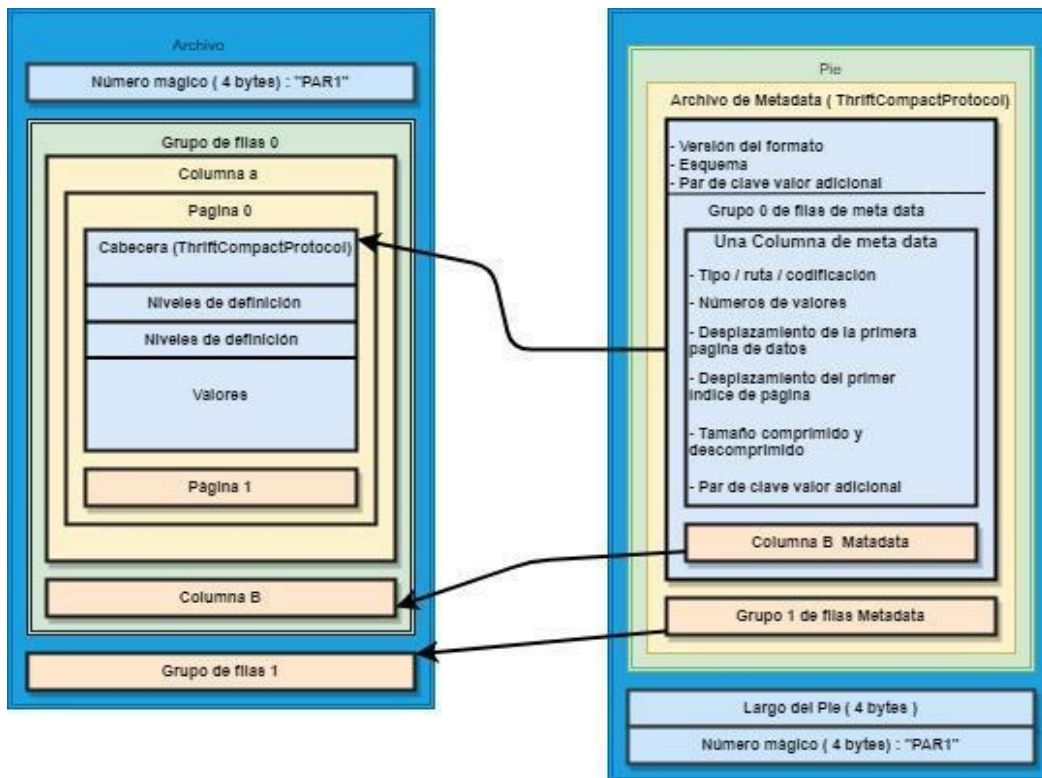 Archivo
Número mágico ( 4 bytes) : "PAR1"
Grupo de filas 0
Columna a
Pagina 0
Cabecera (ThriftCompactProtocol)
Niveles de definición
Niveles de definición
Valores
Página 1
Columna B
Grupo de filas 1
Pie
Archivo de Metadata ( ThriftCompactProtocol)
- Versión del formato
- Esquema
- Par de clave valor adicional
Grupo 0 de filas de meta data
Una Columna de meta data
- Tipo / ruta / codificación
- Números de valores
- Desplazamiento de la primera
pagina de datos
- Desplazamiento del primer
indice de página
- Tamaño comprimido y
descomprimido
- Par de clave valor adicional
Columna B Matadata
Grupo 1 de filas Metadata
Largo del Pie ( 4 bytes )
Número mágico ( 4 bytes) : "PAR1"